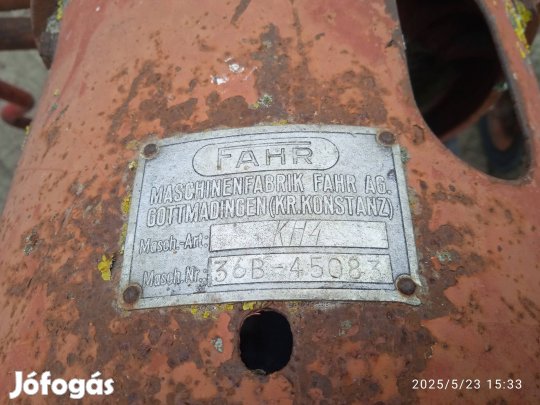 FAHR
MASCHINENFABRIK FAHR AG.
GOTTMADINGEN (KR.KONSTANZ)
Masch.-Art.: KH4
Masch.Nr.: 36B-45083
Jófogás
2025/5/23 15:33